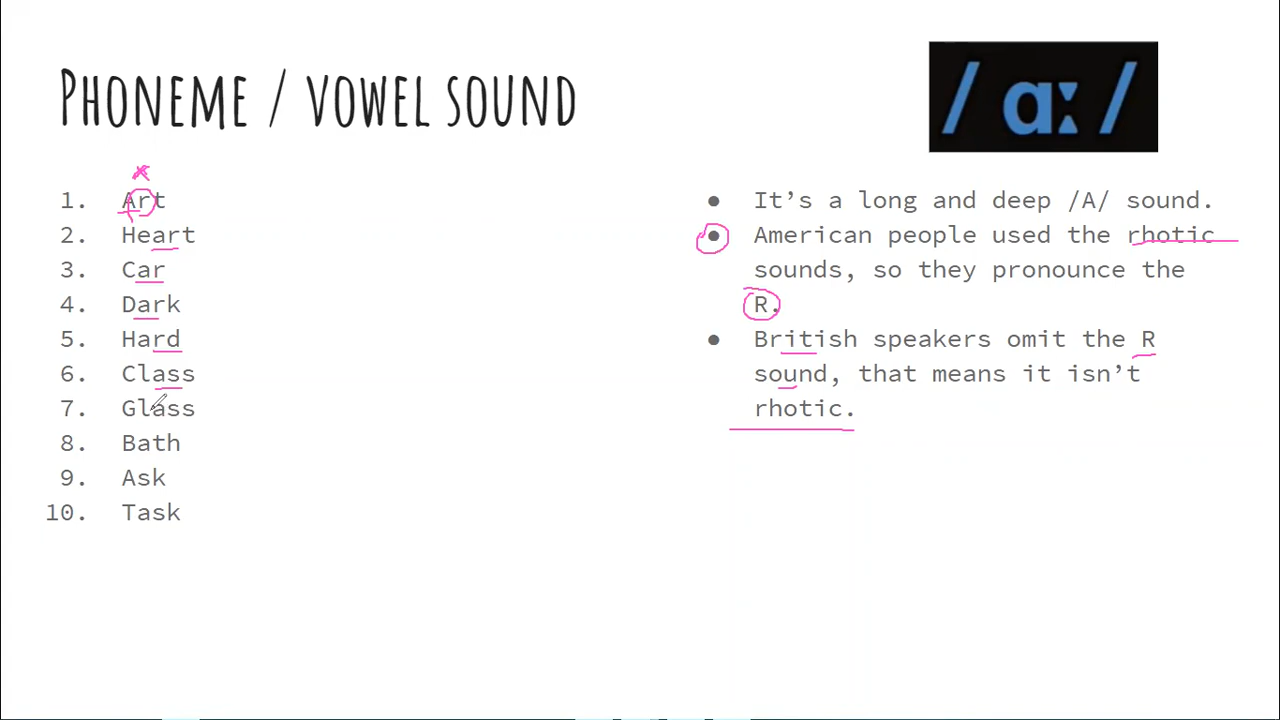 Phoneme / vowel sound
/ ɑː /
1. Art
2. Heart
3. Car
4. Dark
5. Hard
6. Class
7. Glass
8. Bath
9. Ask
10. Task
● It's a long and deep /A/ sound.
● American people used the rhotic
sounds, so they pronounce the
R.
● British speakers omit the R
sound, that means it isn't
rhotic.